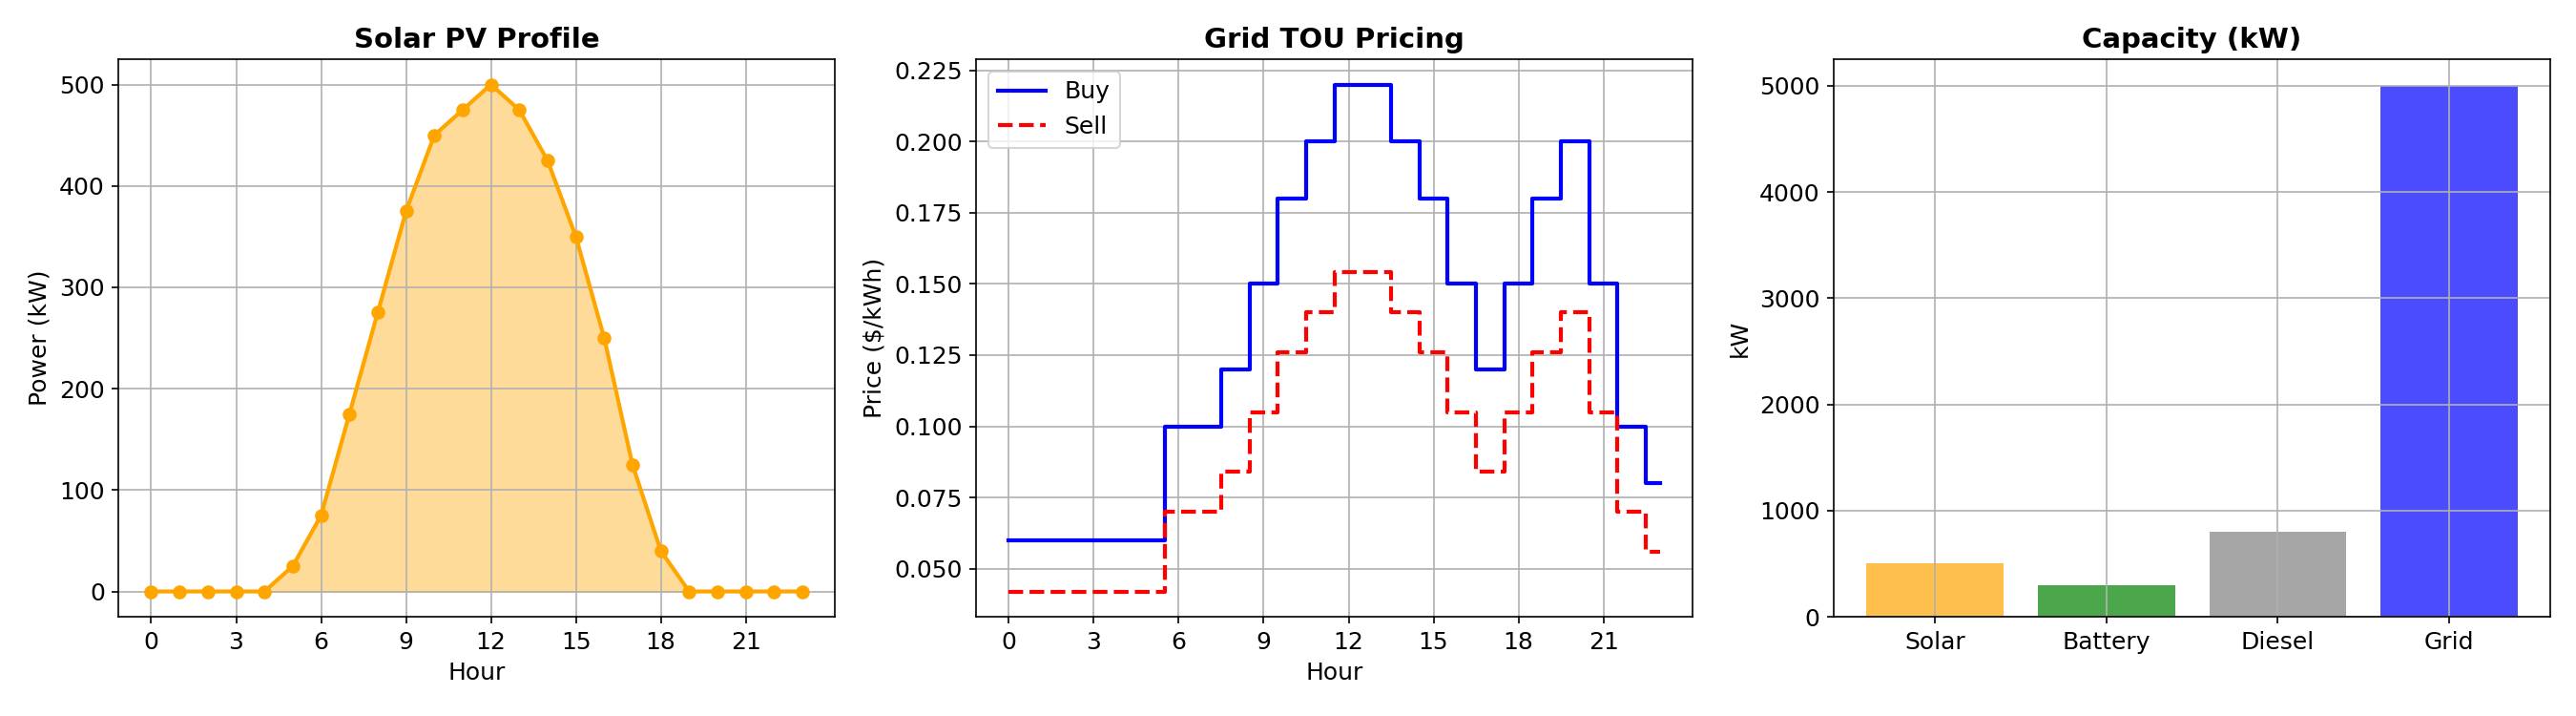 Solar PV Profile
Power (kW)
500
400
300
200
100
0
0 3 6 9 12 15 18 21
Hour
Grid TOU Pricing
Price ($/kWh)
0.225
0.200
0.175
0.150
0.125
0.100
0.075
0.050
Buy
Sell
0 3 6 9 12 15 18 21
Hour
Capacity (kW)
kW
5000
4000
3000
2000
1000
0
Solar Battery Diesel Grid